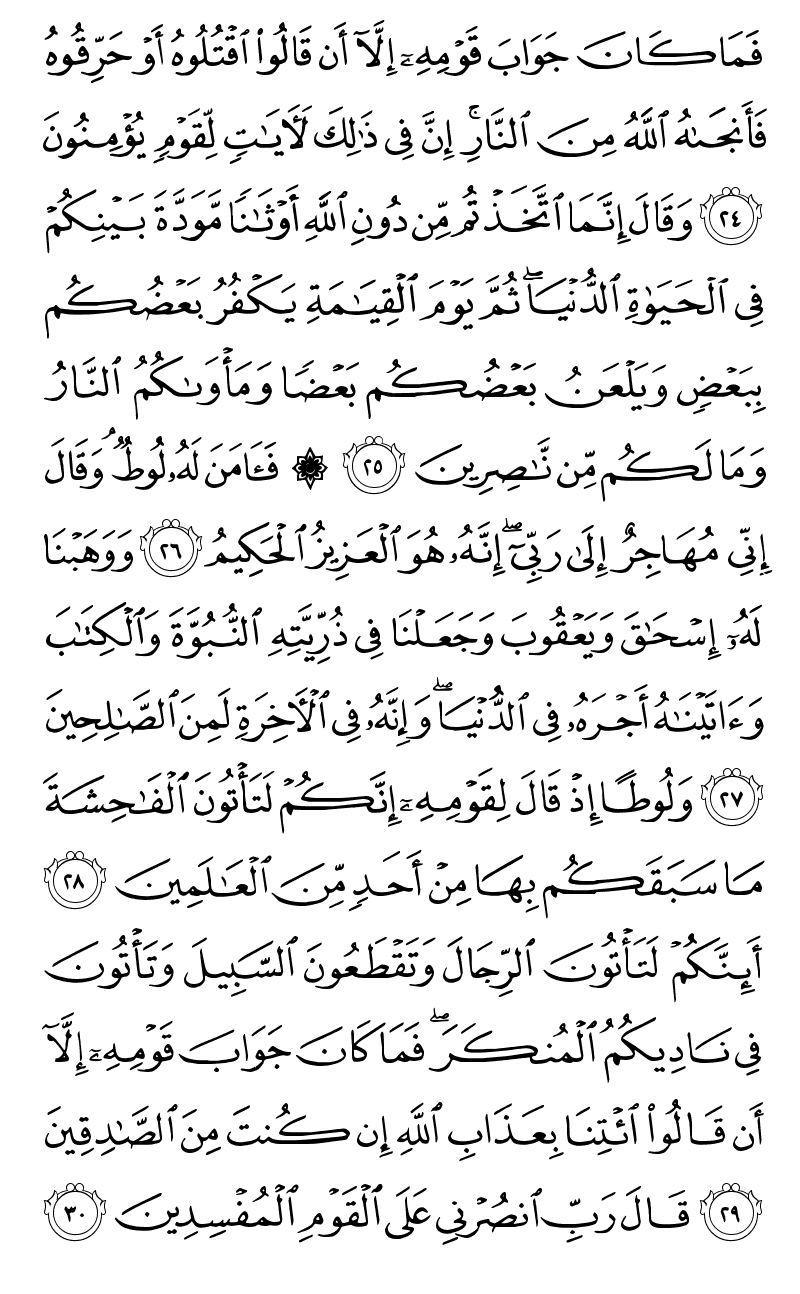 فَمَا كَانَ جَوَابَ قَوْمِهِۦٓ إِلَّآ أَن قَالُوا۟ ٱقْتُلُوهُ أَوْ حَرِّقُوهُ
فَأَنجَىٰهُ ٱللَّهُ مِنَ ٱلنَّارِ ۚ إِنَّ فِى ذَٰلِكَ لَـَٔايَـٰتٍ لِّقَوْمٍ يُؤْمِنُونَ
﴿٢٤﴾ وَقَالَ إِنَّمَا ٱتَّخَذْتُم مِّن دُونِ ٱللَّهِ أَوْثَـٰنًا مَّوَدَّةَ بَيْنِكُمْ
فِى ٱلْحَيَوٰةِ ٱلدُّنْيَا ۖ ثُمَّ يَوْمَ ٱلْقِيَـٰمَةِ يَكْفُرُ بَعْضُكُم
بِبَعْضٍ وَيَلْعَنُ بَعْضُكُم بَعْضًا وَمَأْوَىٰكُمُ ٱلنَّارُ
وَمَا لَكُم مِّن نَّـٰصِرِينَ ﴿٢٥﴾ ۞ فَـَٔامَنَ لَهُۥ لُوطٌ ۘ وَقَالَ
إِنِّى مُهَاجِرٌ إِلَىٰ رَبِّىٓ ۖ إِنَّهُۥ هُوَ ٱلْعَزِيزُ ٱلْحَكِيمُ ﴿٢٦﴾ وَوَهَبْنَا
لَهُۥٓ إِسْحَـٰقَ وَيَعْقُوبَ وَجَعَلْنَا فِى ذُرِّيَّتِهِ ٱلنُّبُوَّةَ وَٱلْكِتَـٰبَ
وَءَاتَيْنَـٰهُ أَجْرَهُۥ فِى ٱلدُّنْيَا ۖ وَإِنَّهُۥ فِى ٱلْـَٔاخِرَةِ لَمِنَ ٱلصَّـٰلِحِينَ
﴿٢٧﴾ وَلُوطًا إِذْ قَالَ لِقَوْمِهِۦٓ إِنَّكُمْ لَتَأْتُونَ ٱلْفَـٰحِشَةَ
مَا سَبَقَكُم بِهَا مِنْ أَحَدٍ مِّنَ ٱلْعَـٰلَمِينَ ﴿٢٨﴾
أَئِنَّكُمْ لَتَأْتُونَ ٱلرِّجَالَ وَتَقْطَعُونَ ٱلسَّبِيلَ وَتَأْتُونَ
فِى نَادِيكُمُ ٱلْمُنكَرَ ۖ فَمَا كَانَ جَوَابَ قَوْمِهِۦٓ إِلَّآ
أَن قَالُوا۟ ٱئْتِنَا بِعَذَابِ ٱللَّهِ إِن كُنتَ مِنَ ٱلصَّـٰدِقِينَ
﴿٢٩﴾ قَالَ رَبِّ ٱنصُرْنِى عَلَى ٱلْقَوْمِ ٱلْمُفْسِدِينَ ﴿٣٠﴾